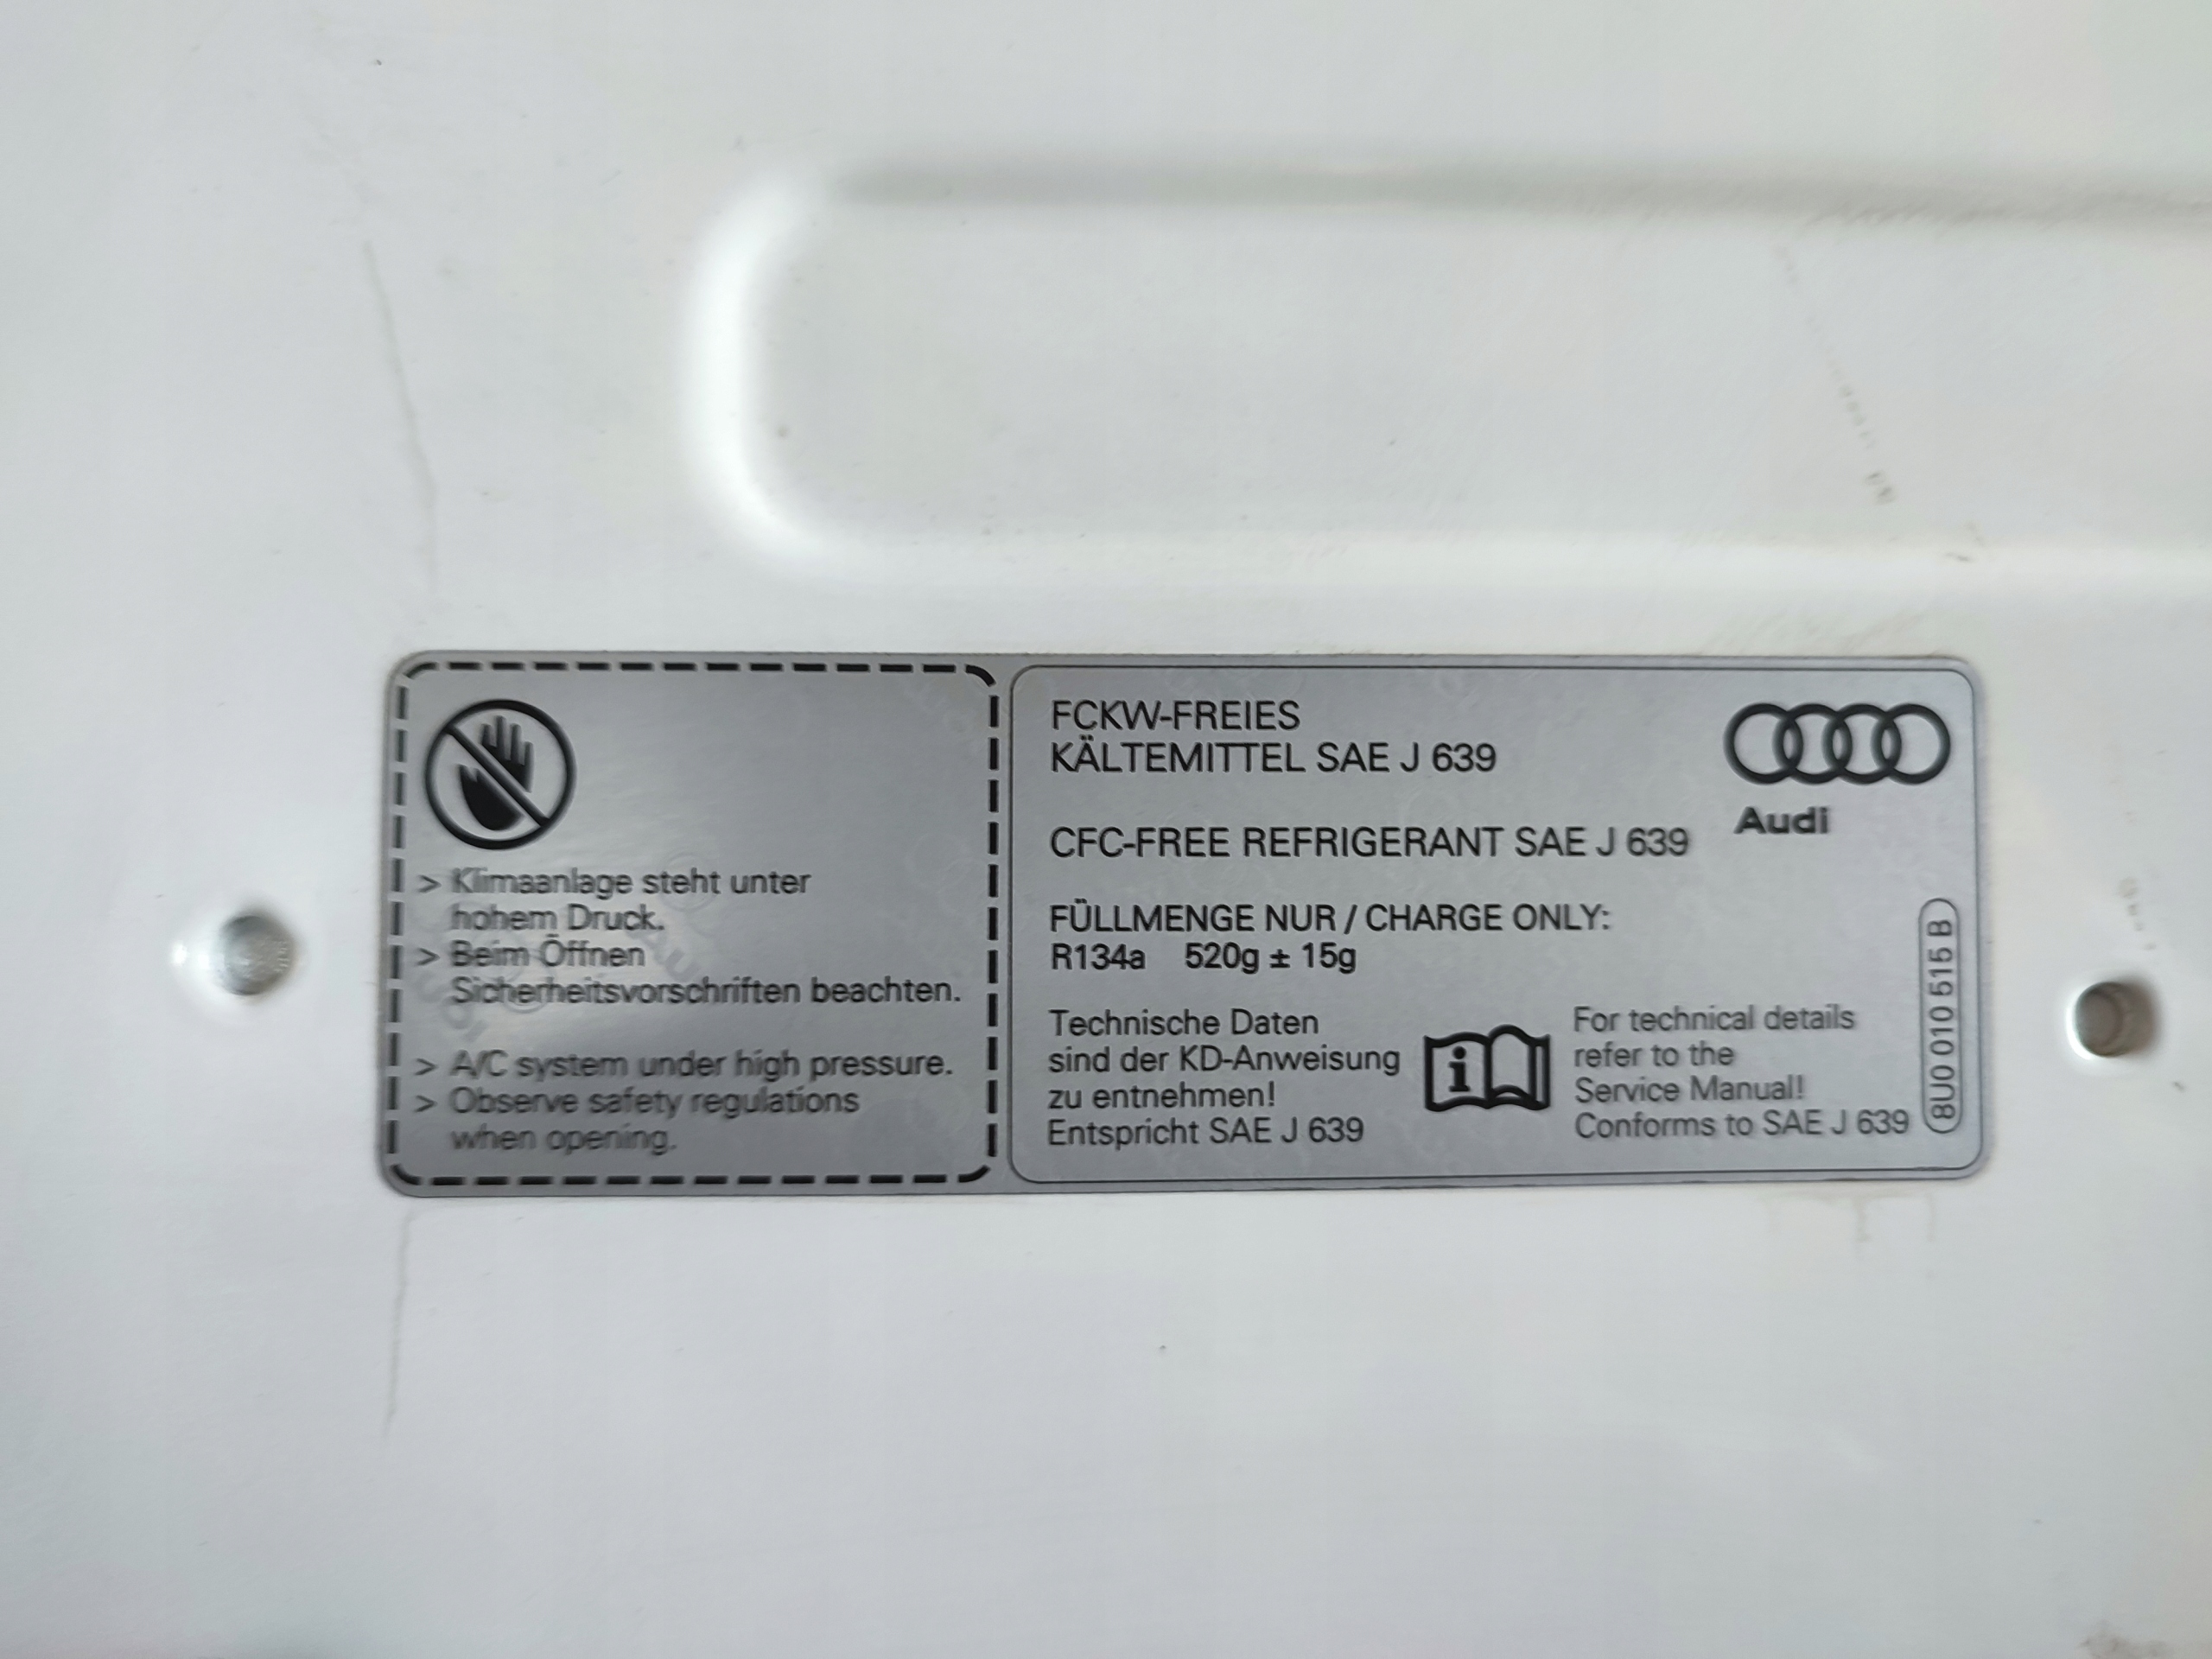 > Klimaanlage steht unter
hohem Druck.
> Beim Öffnen
Sicherheitsvorschriften beachten.
> A/C system under high pressure.
> Observe safety regulations
when opening.
FCKW-FREIES
KÄLTEMITTEL SAE J 639
CFC-FREE REFRIGERANT SAE J 639
FÜLLMENGE NUR / CHARGE ONLY:
R134a 520g ± 15g
Technische Daten
sind der KD-Anweisung
zu entnehmen!
Entspricht SAE J 639
i
For technical details
refer to the
Service Manual!
Conforms to SAE J 639
Audi
8U0 010 515 B